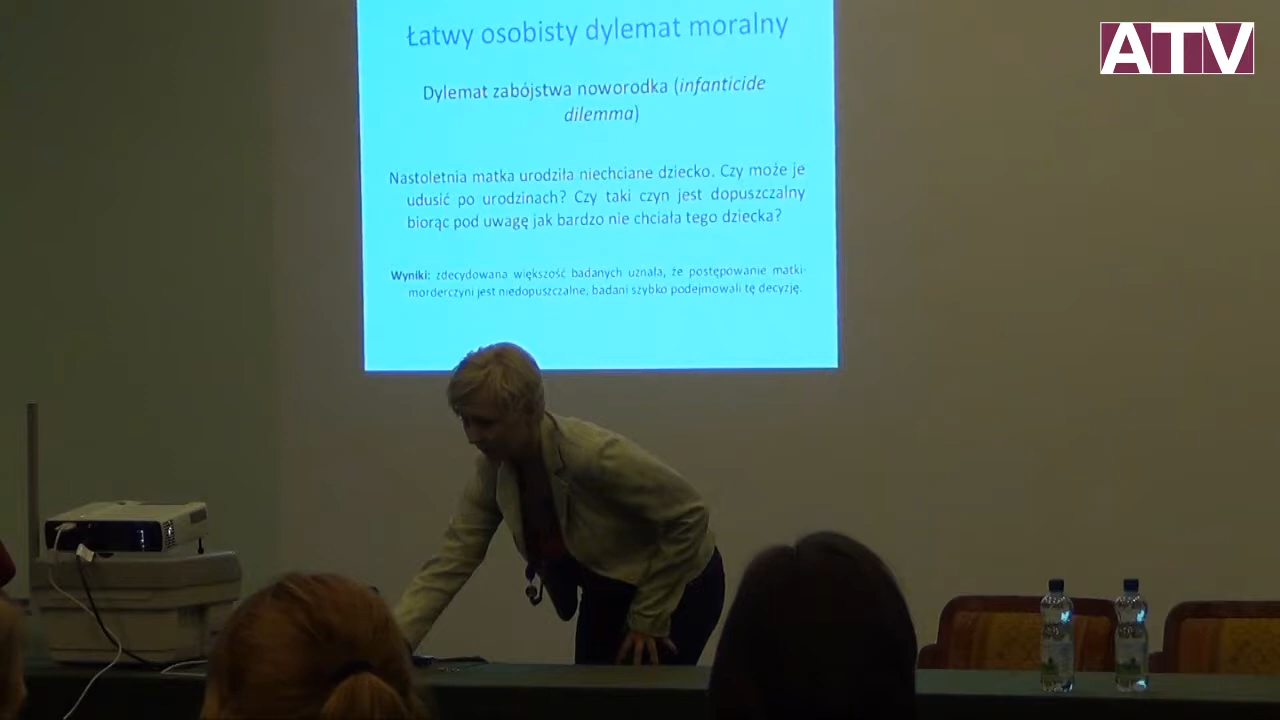 ATV
Łatwy osobisty dylemat moralny
Dylemat zabójstwa noworodka (infanticide
dilemma)
Nastoletnia matka urodziła niechciane dziecko. Czy może je
udusić po urodzinach? Czy taki czyn jest dopuszczalny
biorąc pod uwagę jak bardzo nie chciała tego dziecka?
Wyniki: zdecydowana większość badanych uznała, że postępowanie matki-
morderczyni jest niedopuszczalne, badani szybko podejmowali tę decyzję.